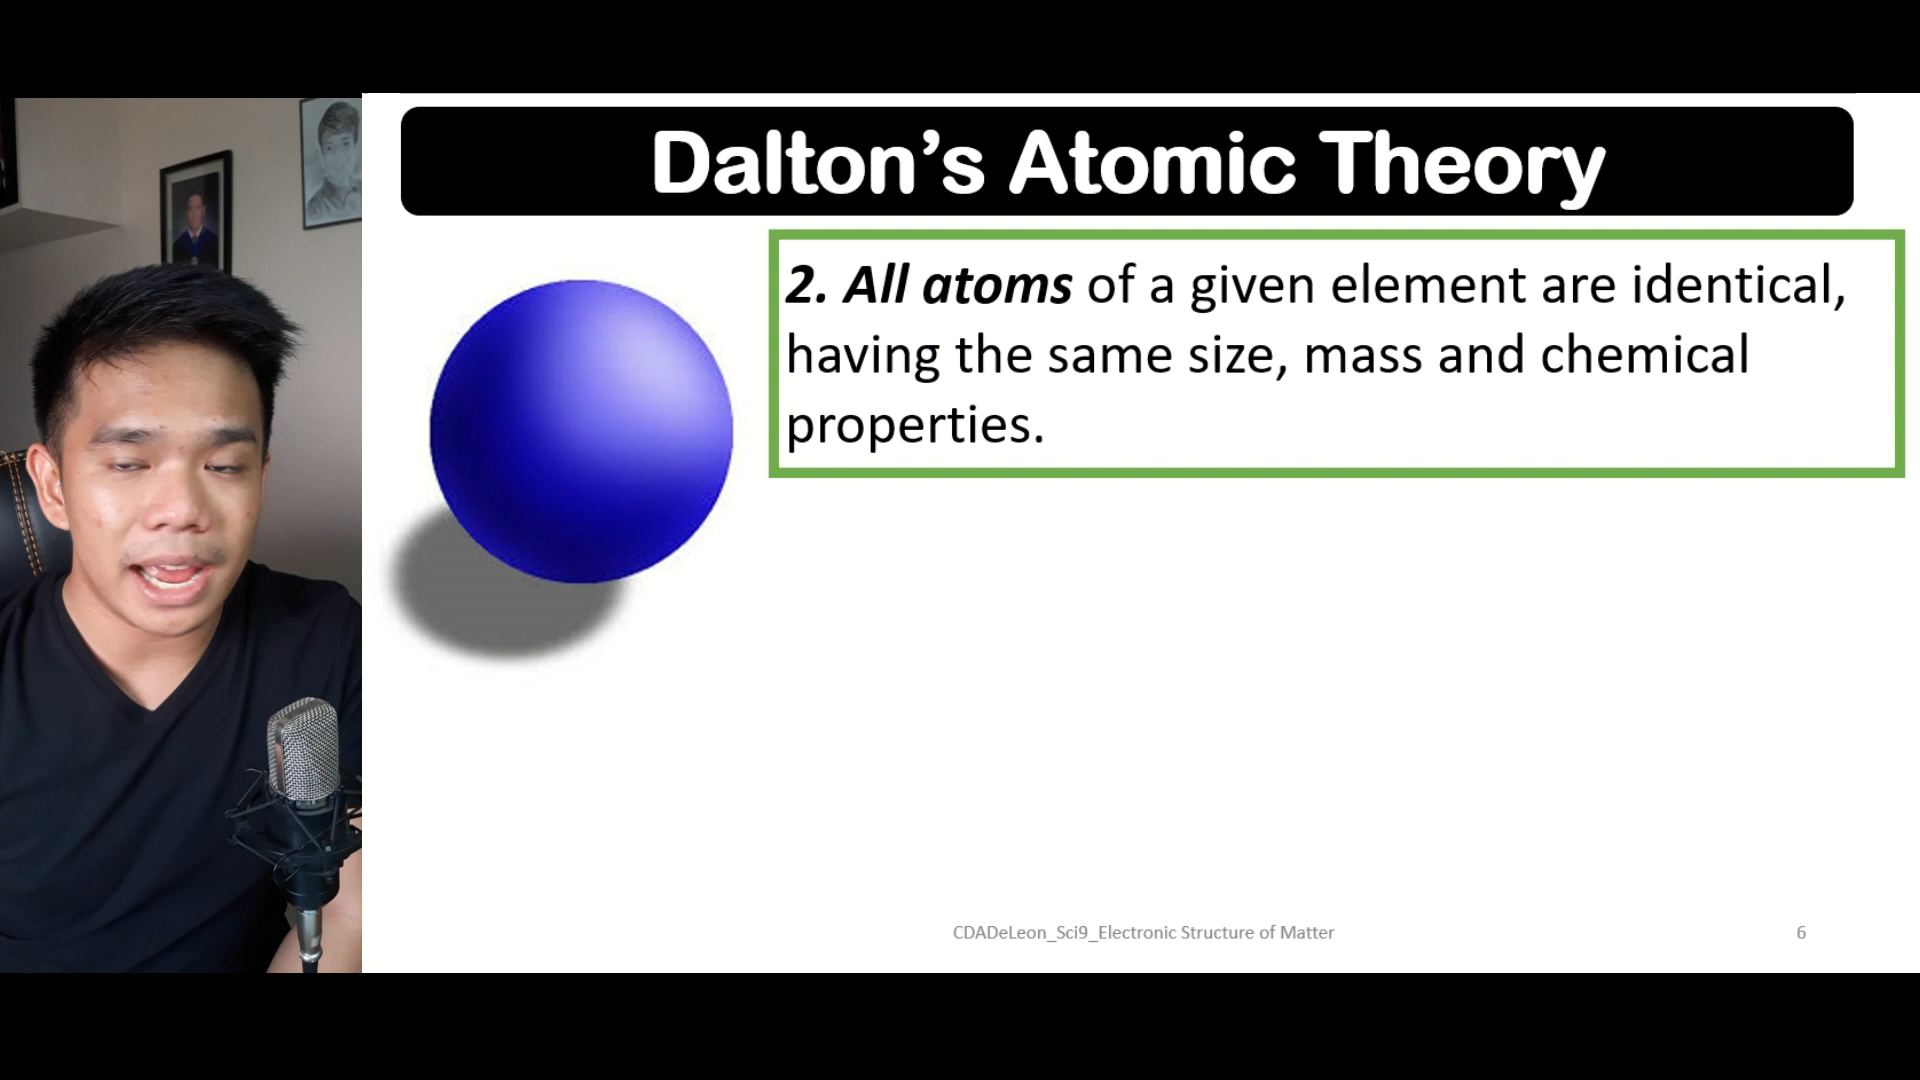 Dalton’s Atomic Theory
2. All atoms of a given element are identical,
having the same size, mass and chemical
properties.
CDADeLeon_Sci9_Electronic Structure of Matter
6